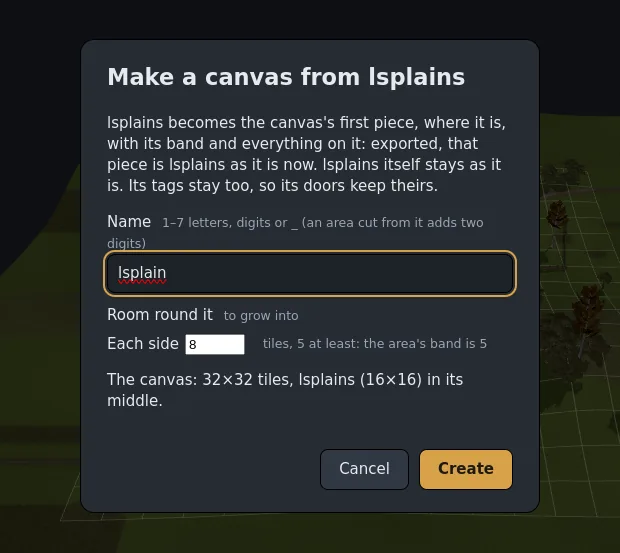 Make a canvas from lsplains
lsplains becomes the canvas's first piece, where it is,
with its band and everything on it: exported, that
piece is lsplains as it is now. lsplains itself stays as it
is. Its tags stay too, so its doors keep theirs.
Name 1–7 letters, digits or _ (an area cut from it adds two
digits)
lsplain
Room round it to grow into
Each side 8 tiles, 5 at least: the area's band is 5
The canvas: 32×32 tiles, lsplains (16×16) in its
middle.
Cancel Create